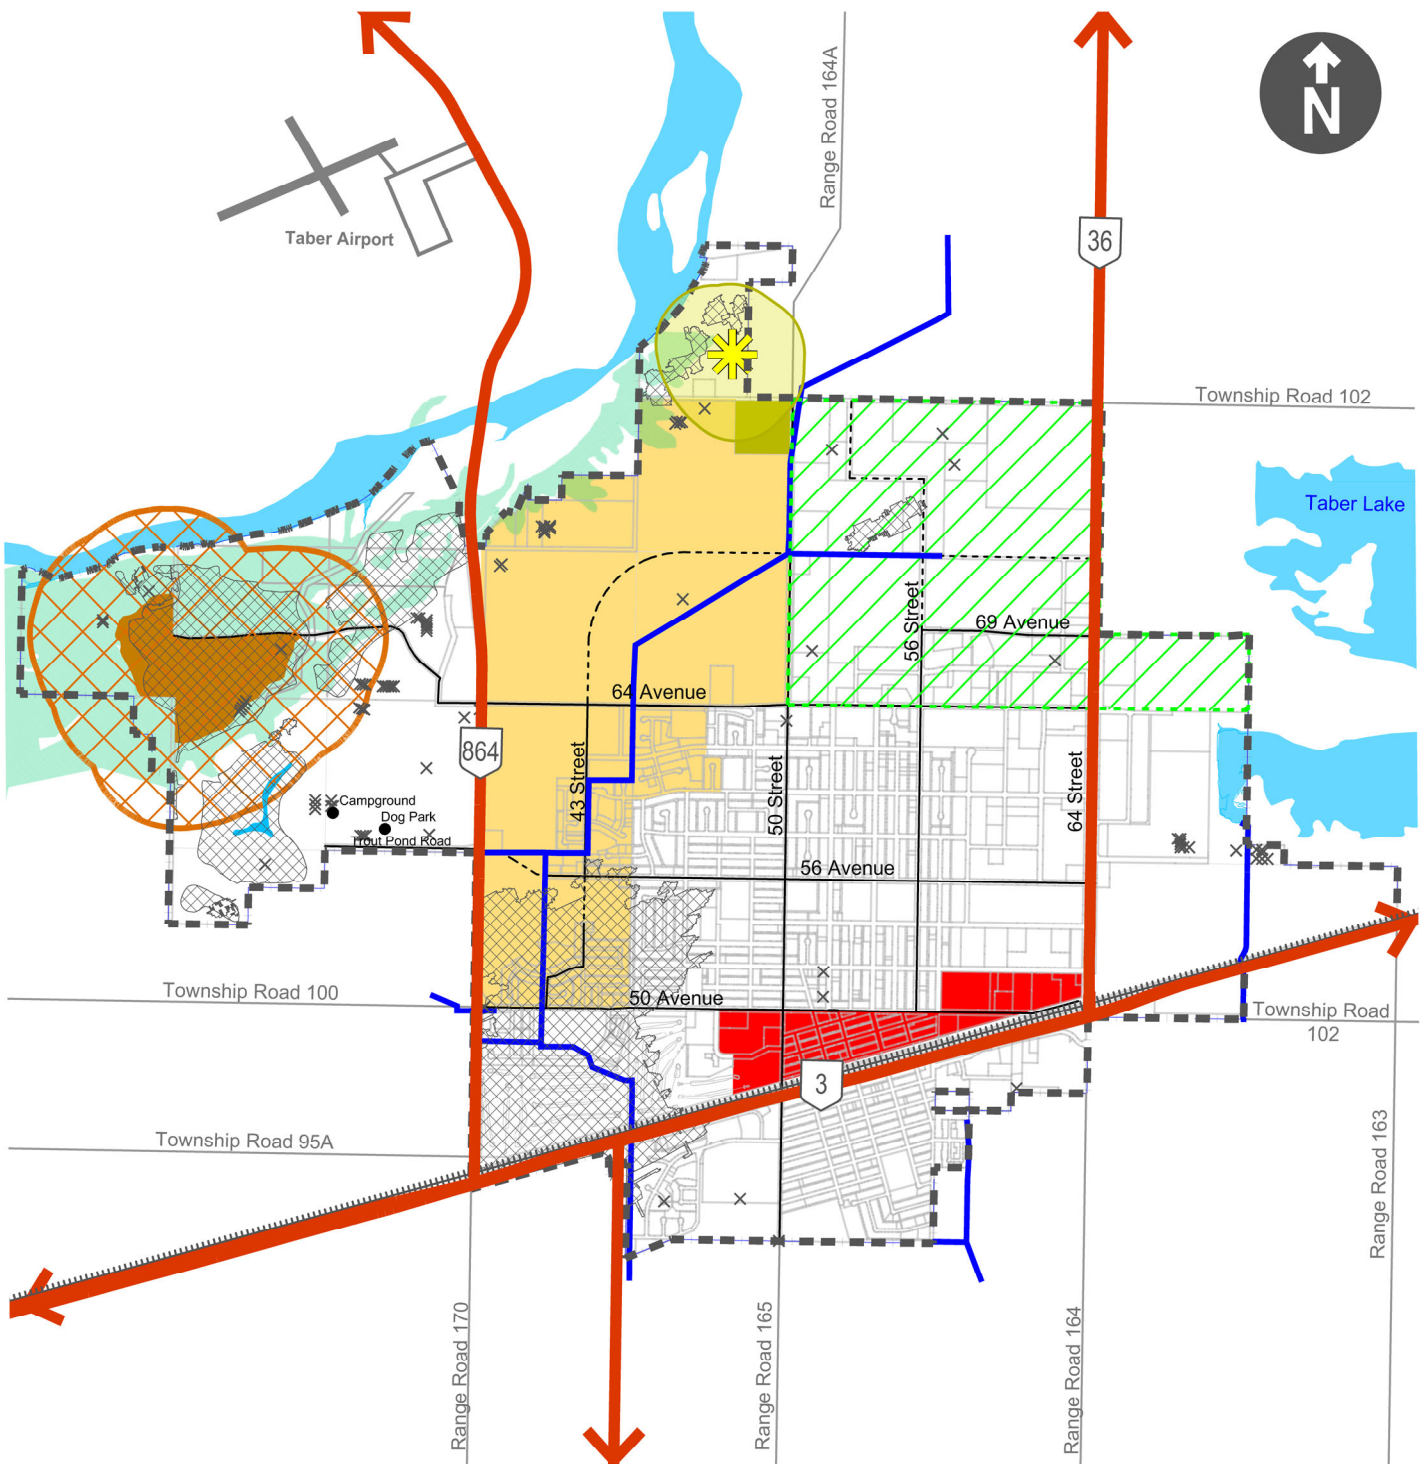 N
Range Road 164A
Taber Airport
36
Township Road 102
Taber Lake
56 Street
69 Avenue
64 Avenue
864
43 Street
50 Street
64 Street
Campground
Dog Park
Trout Pond Road
56 Avenue
Township Road 100
50 Avenue
Township Road
102
3
Township Road 95A
Range Road 163
Range Road 170
Range Road 165
Range Road 164